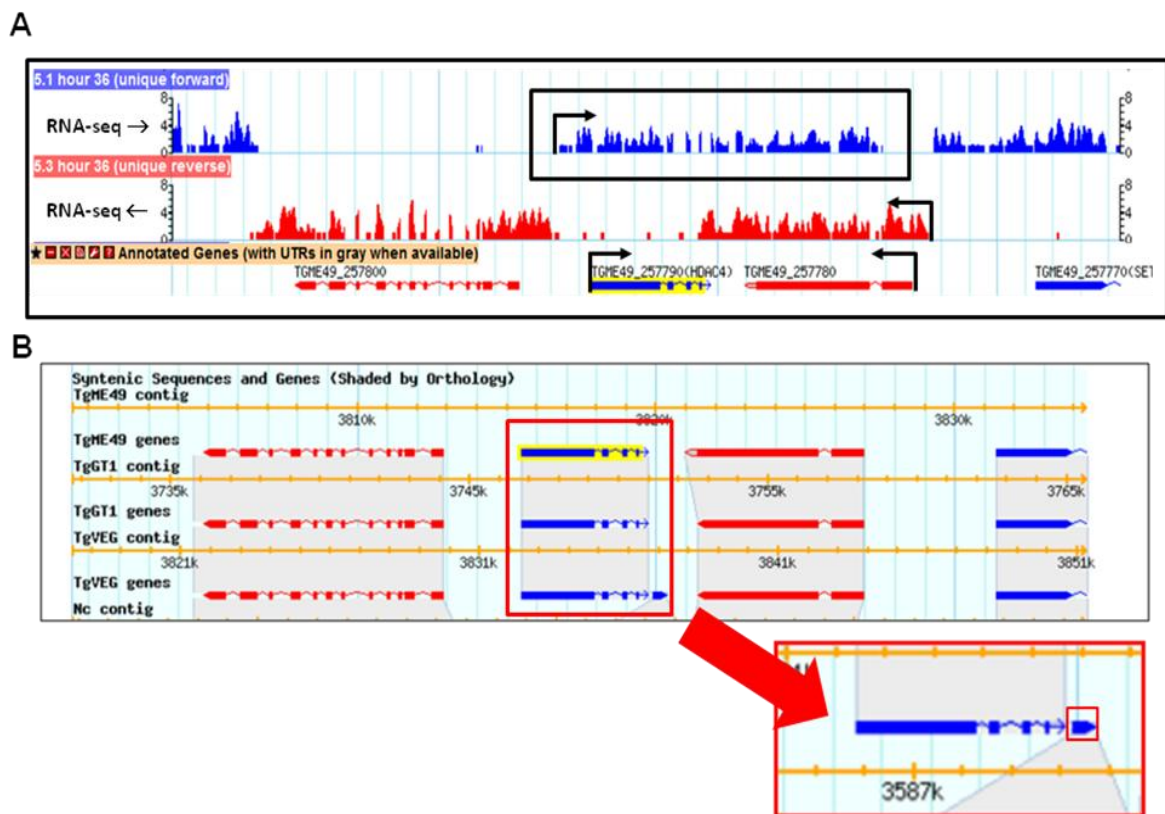 A
5.1 hour 36 (unique forward)
8 8
RNA-seq → 4 4
0 0
5.3 hour 36 (unique reverse)
8 8
RNA-seq ← 4 4
0 0
Annotated Genes (with UTRs in gray when available)
TGME49_257800 TGME49_257790(HDAC4) TGME49_257780 TGME49_257770(SET
B
Syntenic Sequences and Genes (Shaded by Orthology)
TgME49 contig
3810k 3820k 3830k
TgME49 genes
TgGT1 contig
3735k 3745k 3755k 3765k
TgGT1 genes
TgVEG contig
3821k 3831k 3841k 3851k
TgVEG genes
Nc contig
3587k